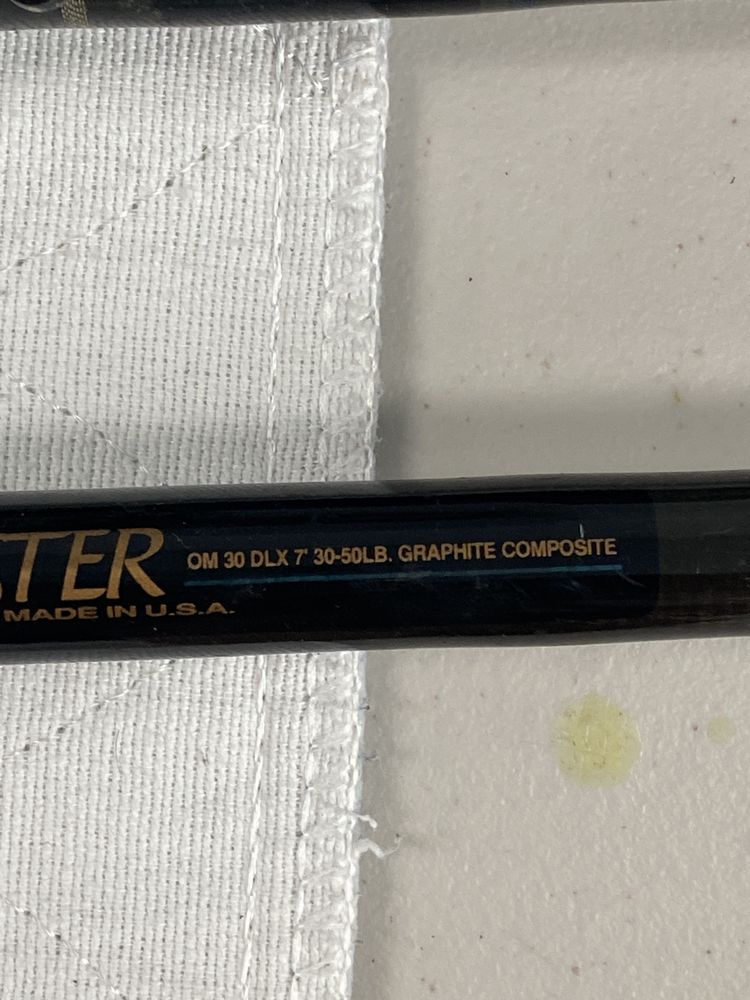 STER OM 30 DLX 7' 30-50LB. GRAPHITE COMPOSITE
MADE IN U.S.A.